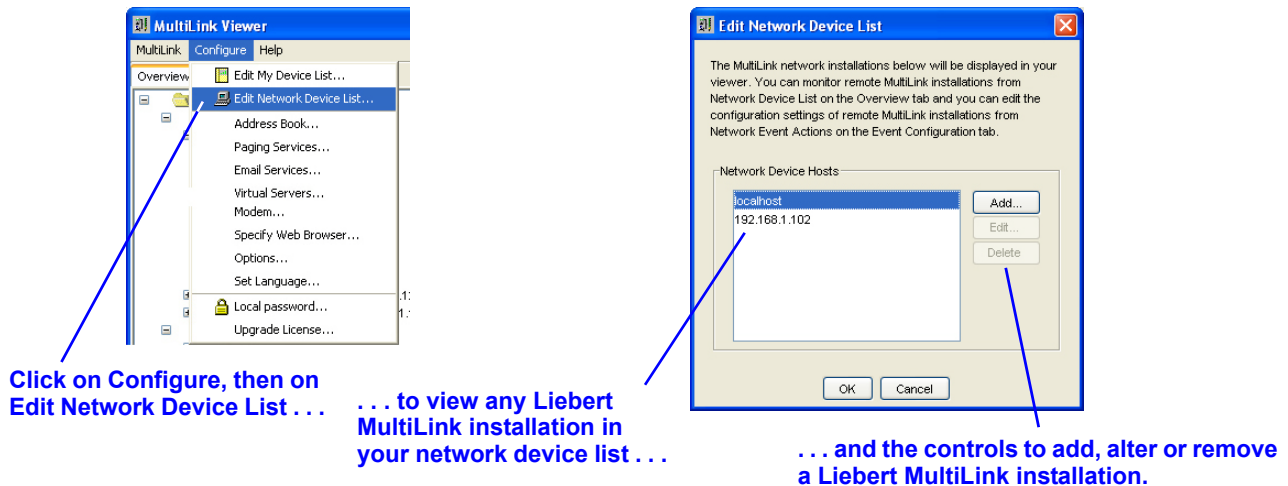 MultiLink Viewer
MultiLink Configure Help
Overview
Edit My Device List...
Edit Network Device List...
Address Book...
Paging Services...
Email Services...
Virtual Servers...
Modem...
Specify Web Browser...
Options...
Set Language...
Local password...
Upgrade License...
Click on Configure, then on
Edit Network Device List . . .
. . . to view any Liebert
MultiLink installation in
your network device list . . .
Edit Network Device List
The MultiLink network installations below will be displayed in your
viewer. You can monitor remote MultiLink installations from
Network Device List on the Overview tab and you can edit the
configuration settings of remote MultiLink installations from
Network Event Actions on the Event Configuration tab.
Network Device Hosts
localhost
192.168.1.102
Add...
Edit...
Delete
OK Cancel
. . . and the controls to add, alter or remove
a Liebert MultiLink installation.